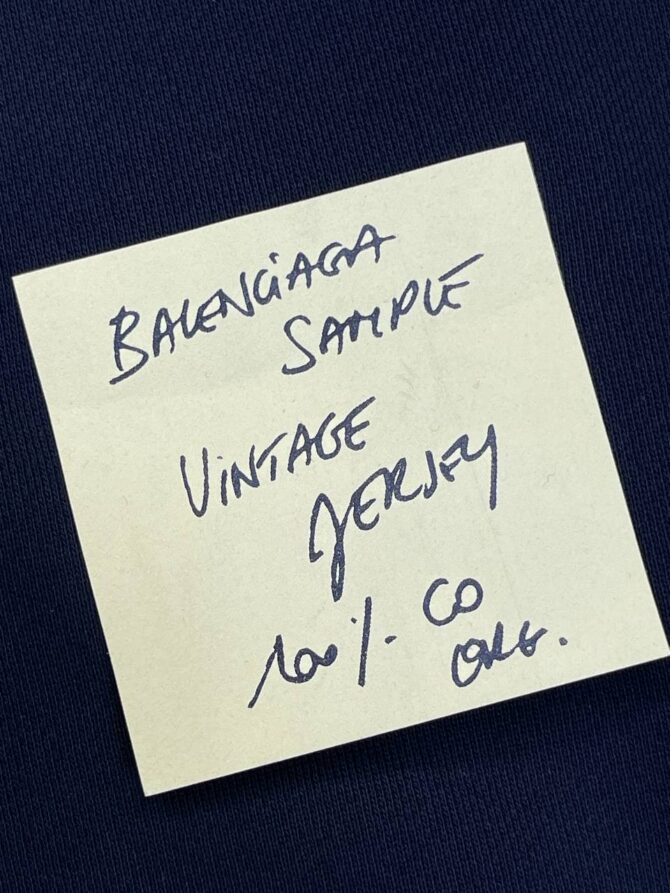 BALENCiAGA
SAMPLE
ViNTAGE
JERSEY
100%. CO
ORG.